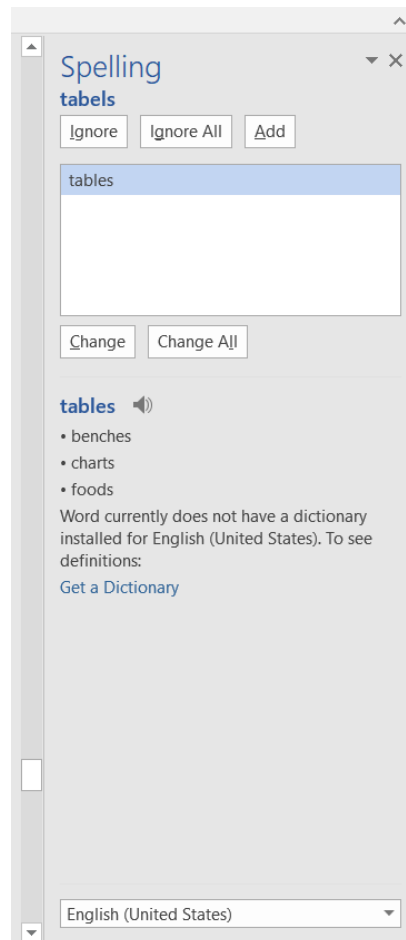 Spelling
tabels
Ignore Ignore All Add
tables
Change Change All
tables
• benches
• charts
• foods
Word currently does not have a dictionary
installed for English (United States). To see
definitions:
Get a Dictionary
English (United States)